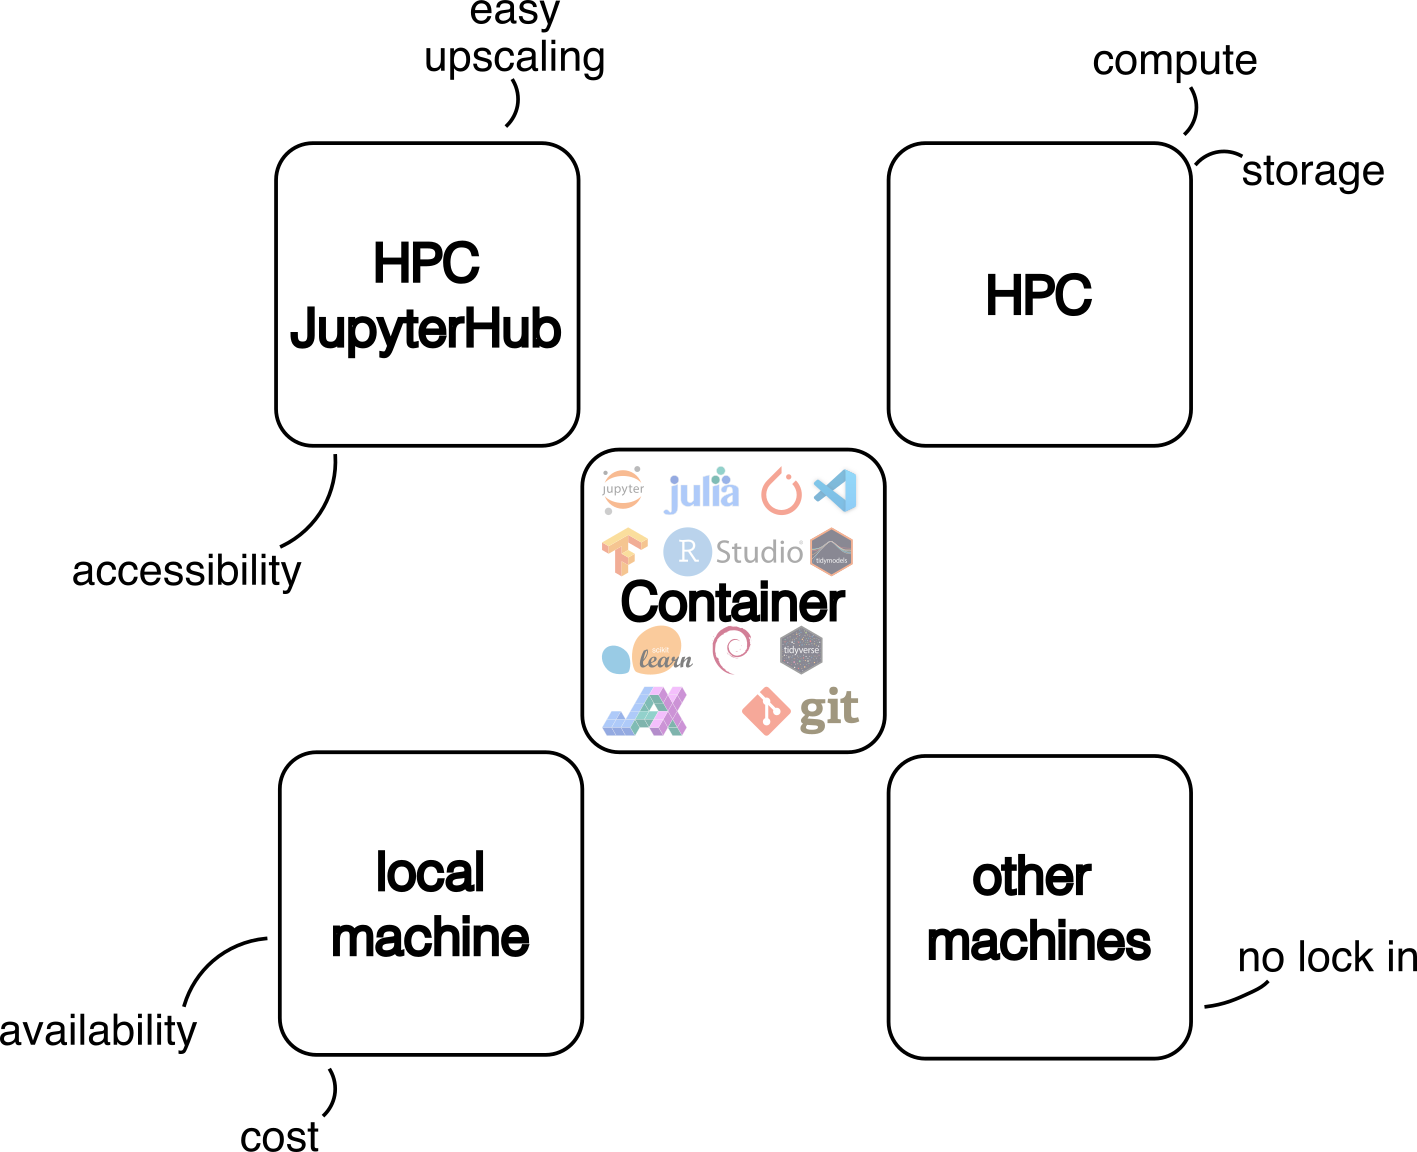 easy
upscaling
compute
storage
HPC
JupyterHub
HPC
accessibility
jupyter
julia
R Studio
tidymodels
Container
scikit
learn
tidyverse
JAX
git
local
machine
other
machines
no lock in
availability
cost